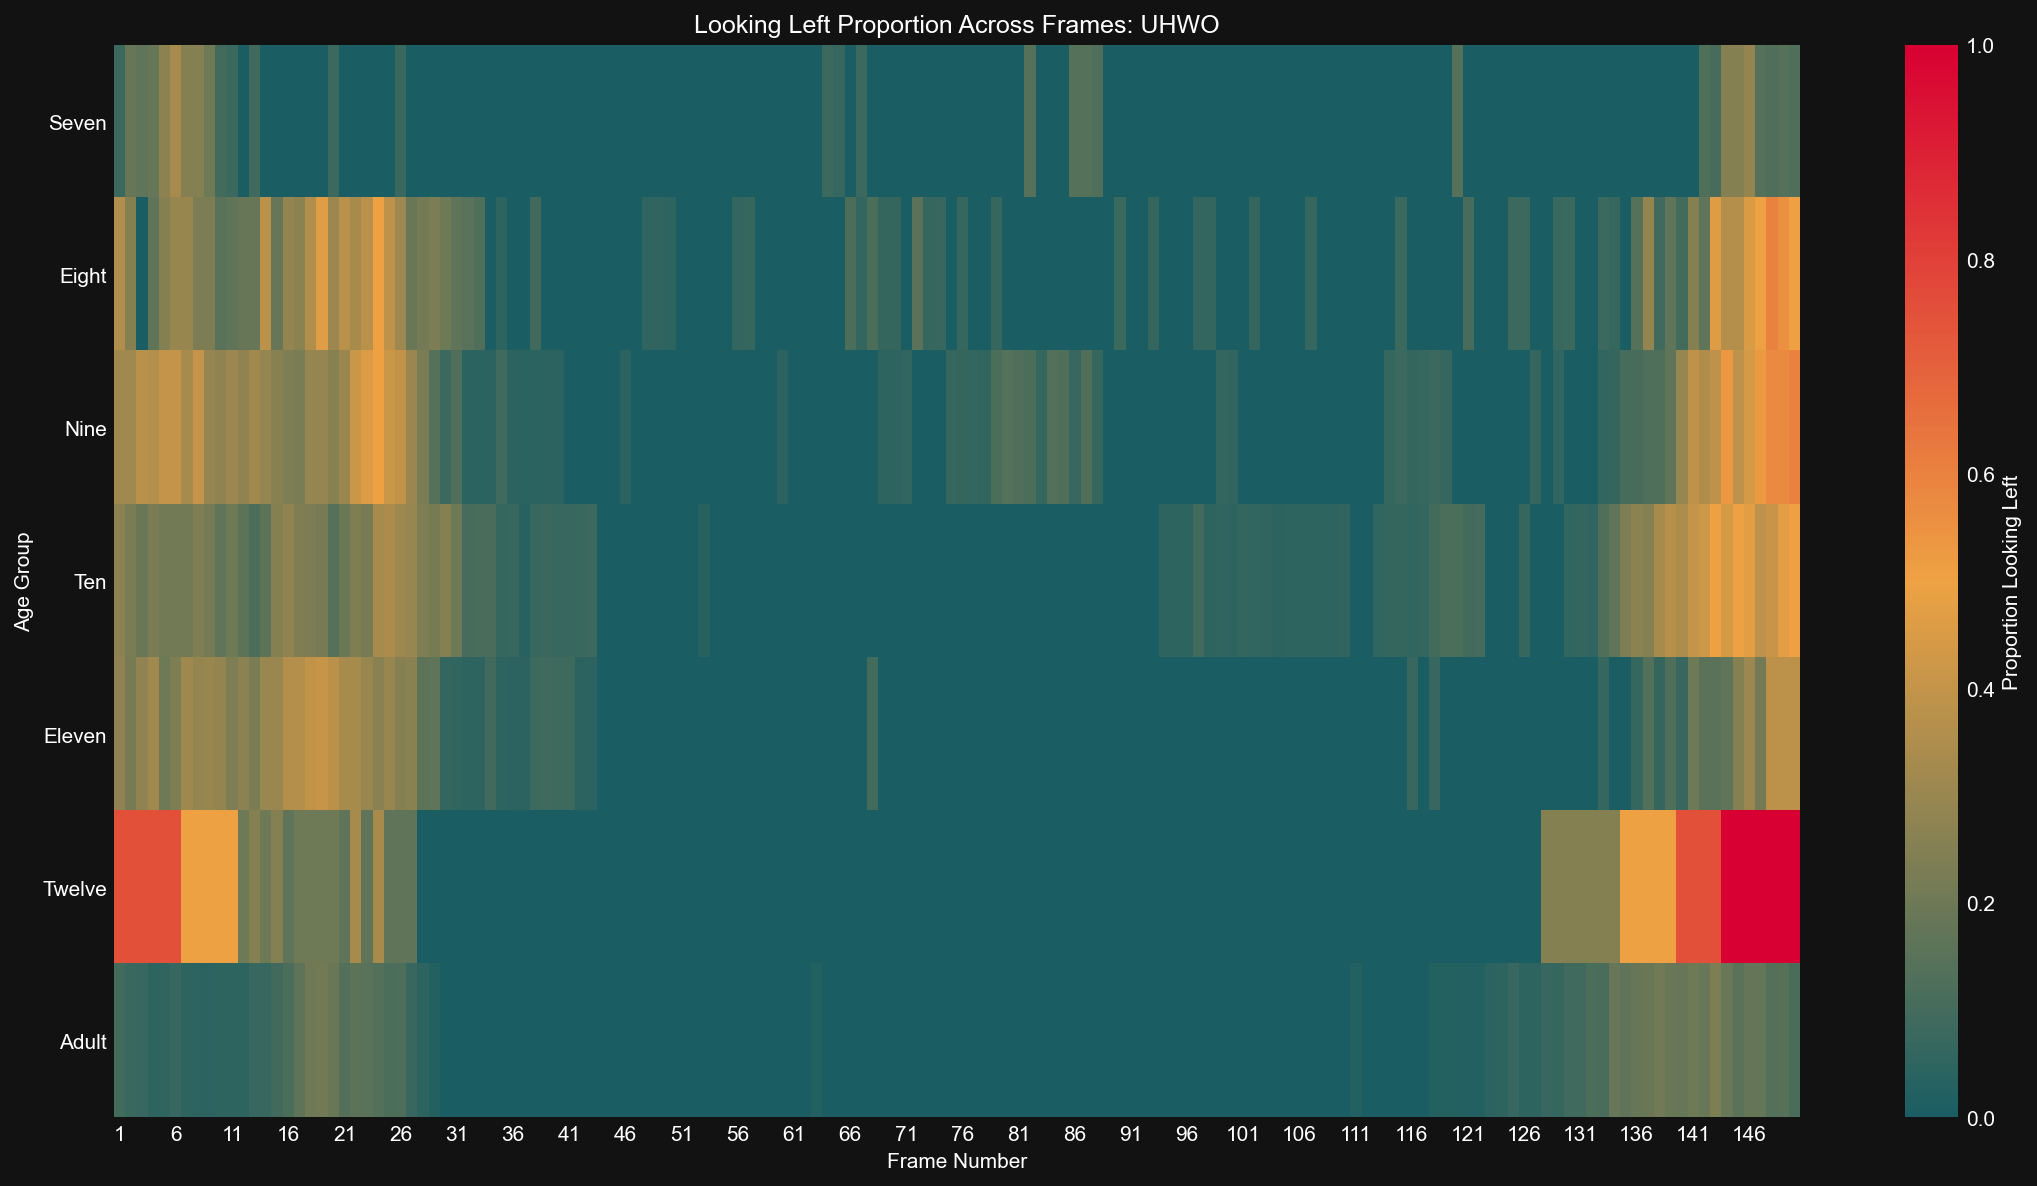 Looking Left Proportion Across Frames: UHWO
Age Group
Seven
Eight
Nine
Ten
Eleven
Twelve
Adult
1 6 11 16 21 26 31 36 41 46 51 56 61 66 71 76 81 86 91 96 101 106 111 116 121 126 131 136 141 146
Frame Number
1.0
0.8
0.6
0.4
0.2
0.0
Proportion Looking Left